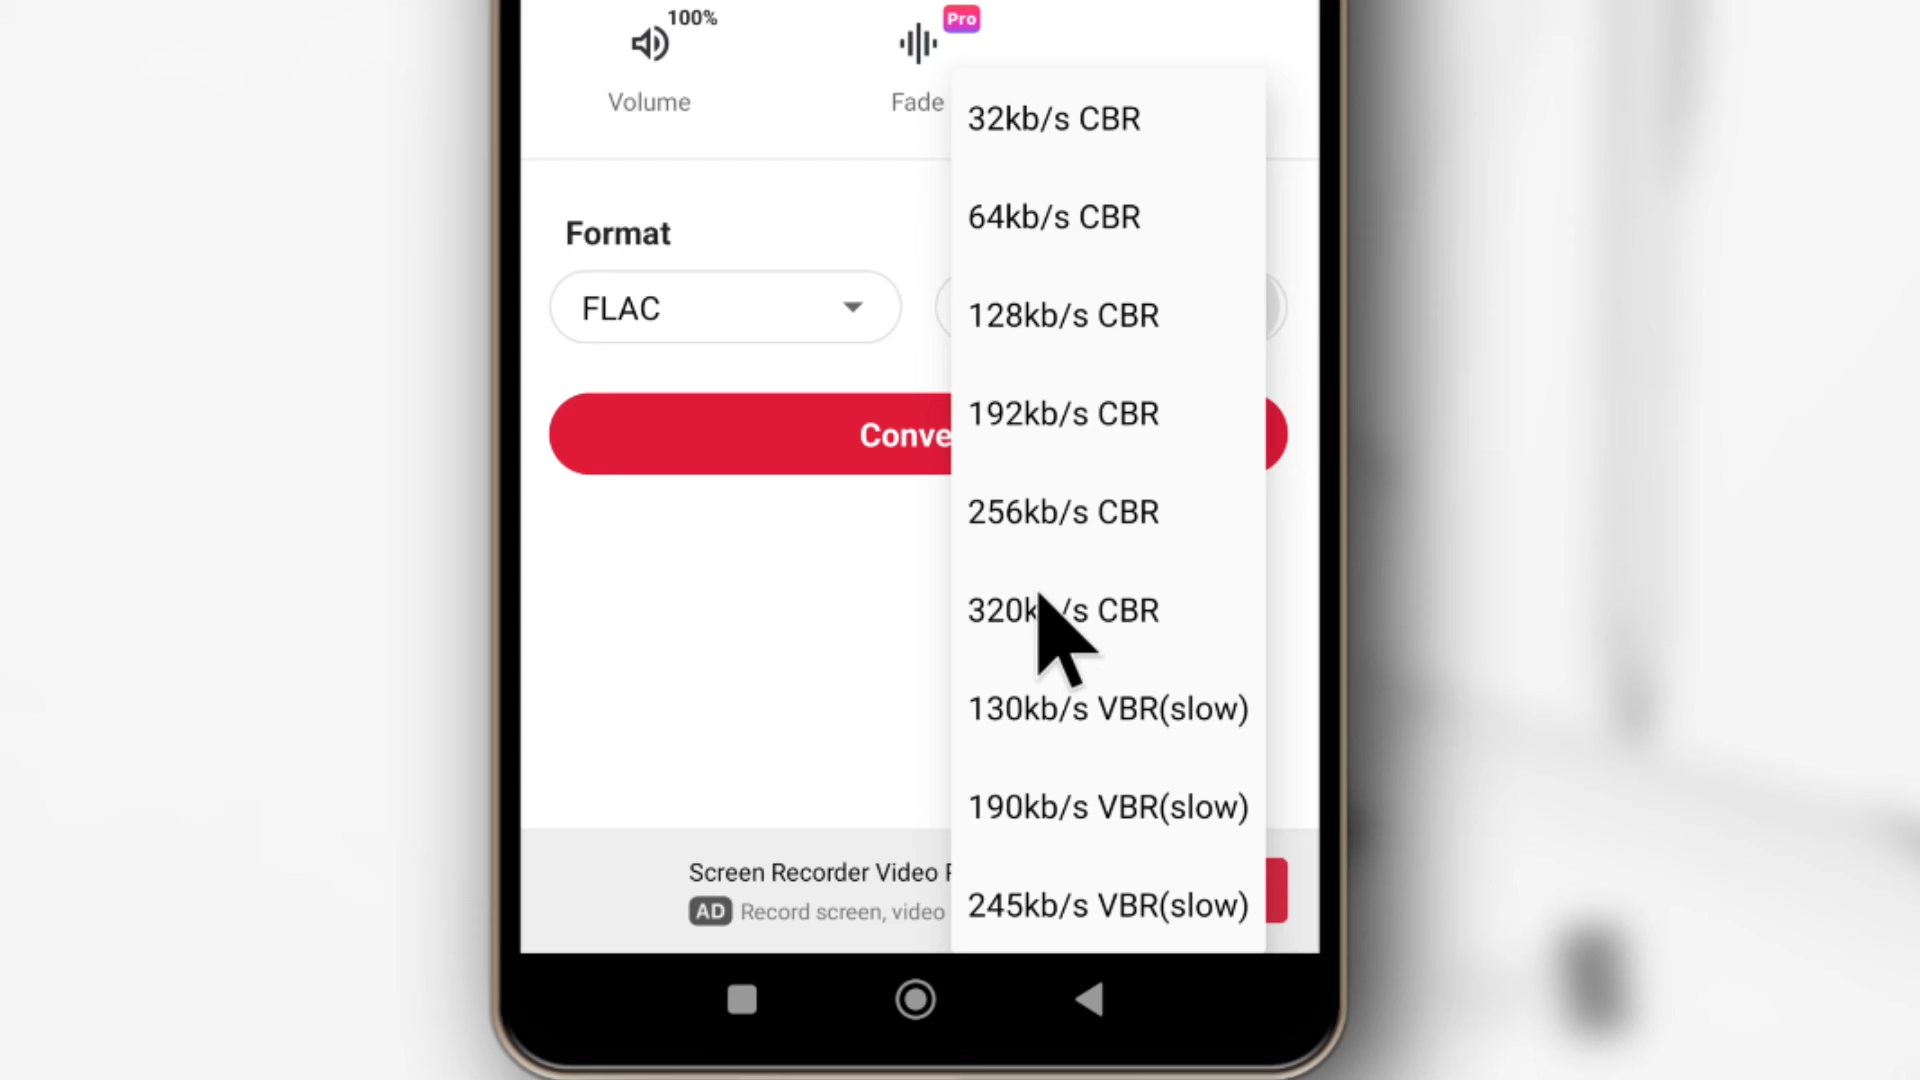 100%
Pro
Volume
Fade
Format
FLAC
Conve
32kb/s CBR
64kb/s CBR
128kb/s CBR
192kb/s CBR
256kb/s CBR
320k /s CBR
130kb/s VBR(slow)
190kb/s VBR(slow)
245kb/s VBR(slow)
Screen Recorder Video
AD Record screen, video